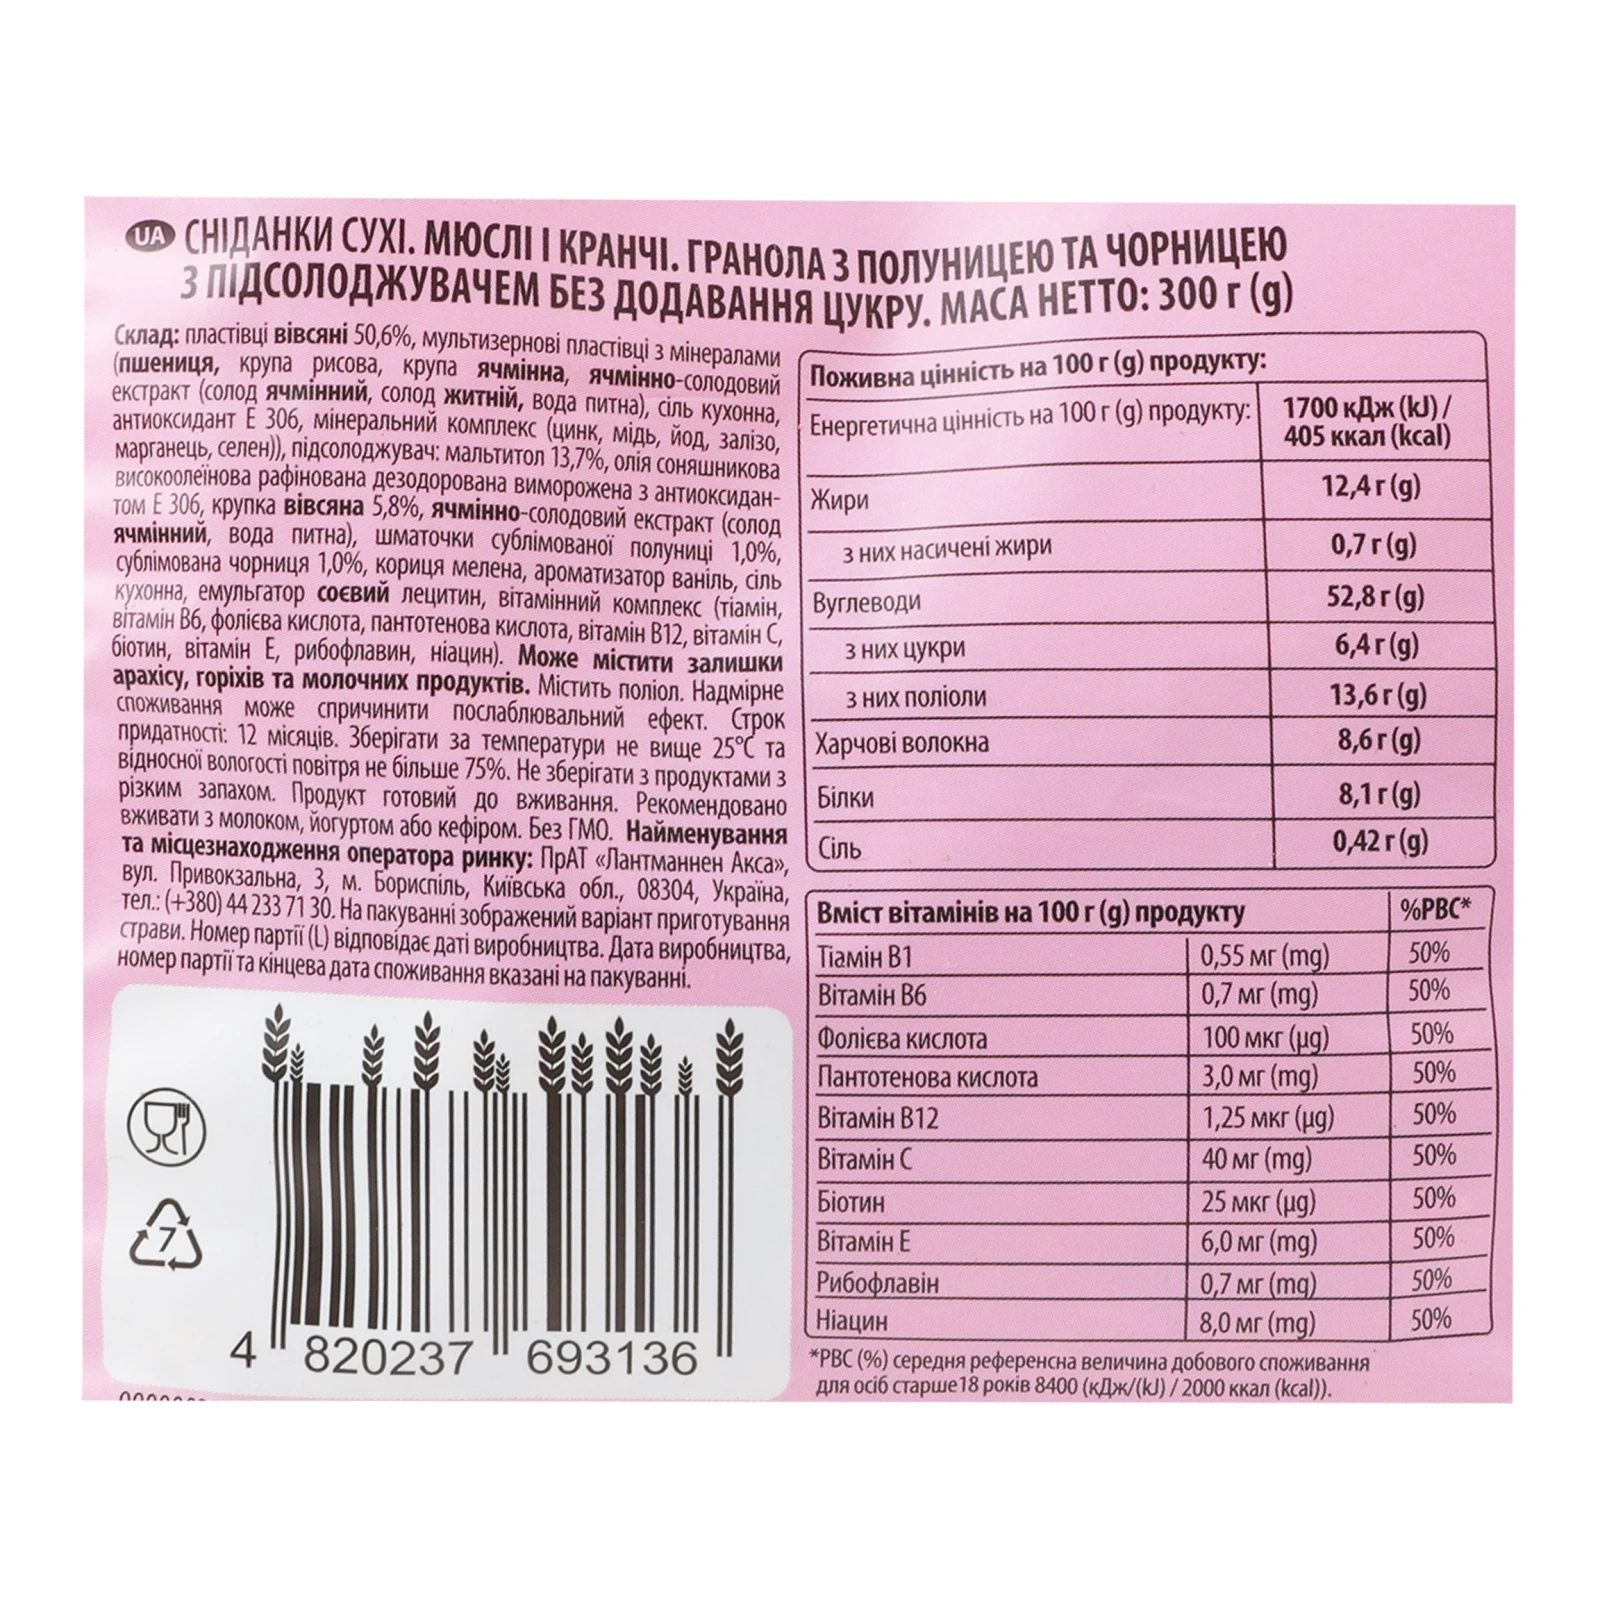 UA СНІДАНКИ СУХІ. МЮСЛІ І КРАНЧІ. ГРАНОЛА З ПОЛУНИЦЕЮ ТА ЧОРНИЦЕЮ
З ПІДСОЛОДЖУВАЧЕМ БЕЗ ДОДАВАННЯ ЦУКРУ. МАСА НЕТТО: 300 г (g)
Склад: пластівці вівсяні 50,6%, мультизернові пластівці з мінералами
(пшениця, крупа рисова, крупа ячмінна, ячмінно-солодовий
екстракт (солод ячмінний, солод житній, вода питна), сіль кухонна,
антиоксидант Е 306, мінеральний комплекс (цинк, мідь, йод, залізо,
марганець, селен)), підсолоджувач: мальтитол 13,7%, олія соняшникова
високоолеїнова рафінована дезодорована виморожена з антиоксидан-
том Е 306, крупка вівсяна 5,8%, ячмінно-солодовий екстракт (солод
ячмінний, вода питна), шматочки сублімованої полуниці 1,0%,
сублімована чорниця 1,0%, кориця мелена, ароматизатор ваніль, сіль
кухонна, емульгатор соєвий лецитин, вітамінний комплекс (тіамін,
вітамін В6, фолієва кислота, пантотенова кислота, вітамін В12, вітамін С,
біотин, вітамін Е, рибофлавин, ніацин). Може містити залишки
арахісу, горіхів та молочних продуктів. Містить поліол. Надмірне
споживання може спричинити послаблювальний ефект. Строк
придатності: 12 місяців. Зберігати за температури не вище 25°С та
відносної вологості повітря не більше 75%. Не зберігати з продуктами з
різким запахом. Продукт готовий до вживання. Рекомендовано
вживати з молоком, йогуртом або кефіром. Без ГМО. Найменування
та місцезнаходження оператора ринку: ПрАТ «Лантманнен Акса»,
вул. Привокзальна, 3, м. Бориспіль, Київська обл., 08304, Україна,
тел.: (+380) 44 233 71 30. На пакуванні зображений варіант приготування
страви. Номер партії (L) відповідає даті виробництва. Дата виробництва,
номер партії та кінцева дата споживання вказані на пакуванні.
7
4 820237 693136
Поживна цінність на 100 г (g) продукту:
Енергетична цінність на 100 г (g) продукту: 1700 кДж (kJ) /
405 ккал (kcal)
Жири 12,4 г (g)
з них насичені жири 0,7 г (g)
Вуглеводи 52,8 г (g)
з них цукри 6,4 г (g)
з них поліоли 13,6 г (g)
Харчові волокна 8,6 г (g)
Білки 8,1 г (g)
Сіль 0,42 г (g)
Вміст вітамінів на 100 г (g) продукту %РВС*
Тіамін В1 0,55 мг (mg) 50%
Вітамін В6 0,7 мг (mg) 50%
Фолієва кислота 100 мкг (µg) 50%
Пантотенова кислота 3,0 мг (mg) 50%
Вітамін В12 1,25 мкг (µg) 50%
Вітамін С 40 мг (mg) 50%
Біотин 25 мкг (µg) 50%
Вітамін Е 6,0 мг (mg) 50%
Рибофлавін 0,7 мг (mg) 50%
Ніацин 8,0 мг (mg) 50%
*РВС (%) середня референсна величина добового споживання
для осіб старше 18 років 8400 (кДж/(kJ) / 2000 ккал (kcal)).